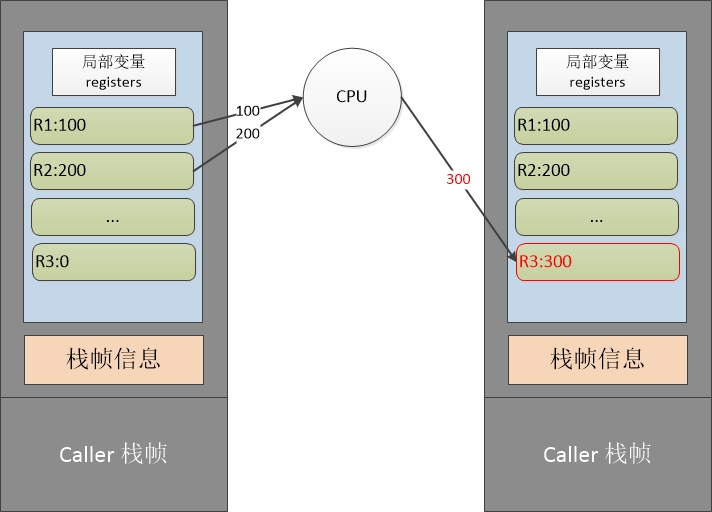 局部变量
registers
R1:100
R2:200
...
R3:0
栈帧信息
Caller 栈帧
100
200
CPU
300
局部变量
registers
R1:100
R2:200
...
R3:300
栈帧信息
Caller 栈帧